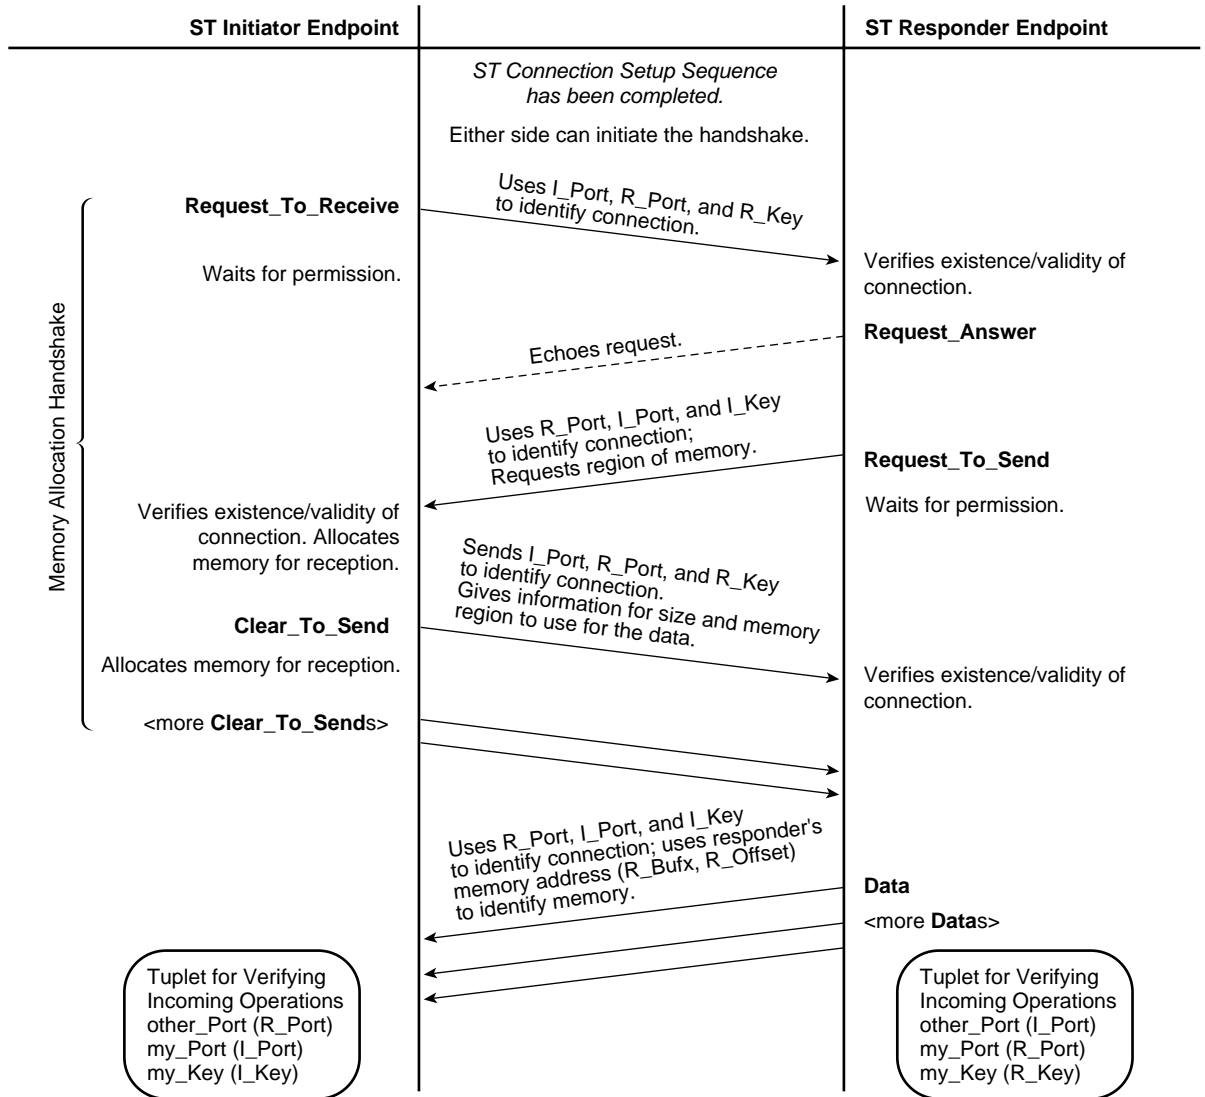 ST Initiator Endpoint
ST Responder Endpoint
ST Connection Setup Sequence
has been completed.
Either side can initiate the handshake.
Memory Allocation Handshake
Request_To_Receive
Uses I_Port, R_Port, and R_Key
to identify connection.
Waits for permission.
Verifies existence/validity of
connection.
Request_Answer
Echoes request.
Uses R_Port, I_Port, and I_Key
to identify connection;
Requests region of memory.
Request_To_Send
Waits for permission.
Verifies existence/validity of
connection. Allocates
memory for reception.
Sends I_Port, R_Port, and R_Key
to identify connection.
Gives information for size and memory
region to use for the data.
Clear_To_Send
Allocates memory for reception.
Verifies existence/validity of
connection.
<more Clear_To_Sends>
Uses R_Port, I_Port, and I_Key
to identify connection; uses responder's
memory address (R_Bufx, R_Offset)
to identify memory.
Data
<more Datas>
Tuplet for Verifying
Incoming Operations
other_Port (R_Port)
my_Port (I_Port)
my_Key (I_Key)
Tuplet for Verifying
Incoming Operations
other_Port (I_Port)
my_Port (R_Port)
my_Key (R_Key)